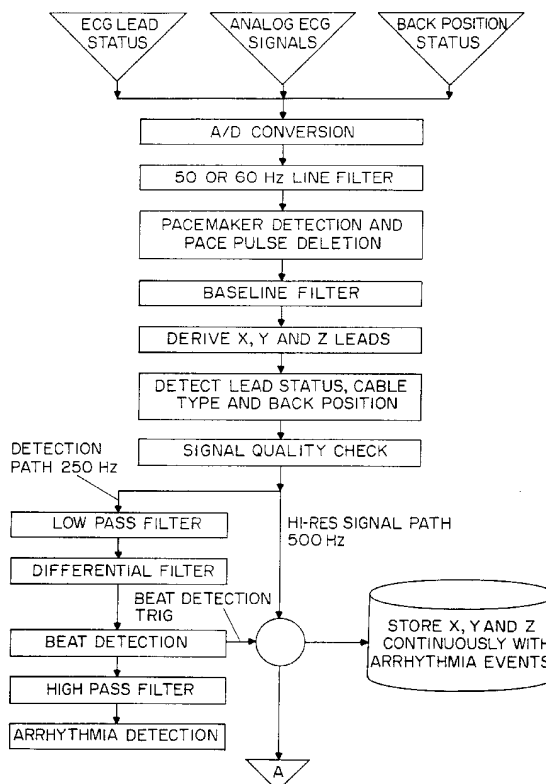 ECG LEAD
STATUS
ANALOG ECG
SIGNALS
BACK POSITION
STATUS
A/D CONVERSION
50 OR 60 Hz LINE FILTER
PACEMAKER DETECTION AND
PACE PULSE DELETION
BASELINE FILTER
DERIVE X, Y AND Z LEADS
DETECT LEAD STATUS, CABLE
TYPE AND BACK POSITION
SIGNAL QUALITY CHECK
DETECTION
PATH 250 Hz
LOW PASS FILTER
HI-RES SIGNAL PATH
500 Hz
DIFFERENTIAL FILTER
BEAT DETECTION
TRIG
BEAT DETECTION
STORE X, Y AND Z
CONTINUOUSLY WITH
ARRHYTHMIA EVENTS
HIGH PASS FILTER
ARRHYTHMIA DETECTION
A